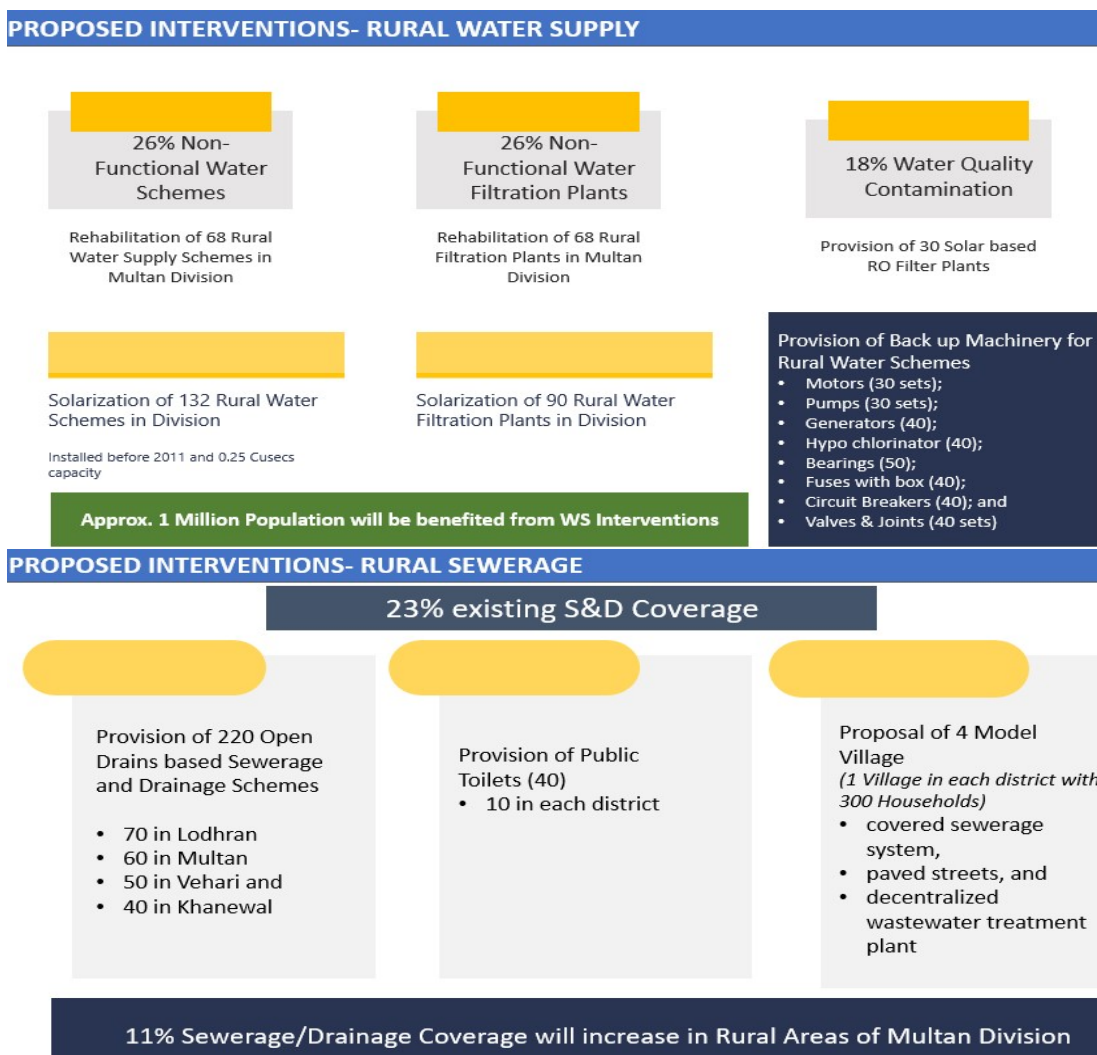 PROPOSED INTERVENTIONS- RURAL WATER SUPPLY
26% Non-
Functional Water
Schemes
Rehabilitation of 68 Rural
Water Supply Schemes in
Multan Division
26% Non-
Functional Water
Filtration Plants
Rehabilitation of 68 Rural
Filtration Plants in Multan
Division
18% Water Quality
Contamination
Provision of 30 Solar based
RO Filter Plants
Solarization of 132 Rural Water
Schemes in Division
Installed before 2011 and 0.25 Cusecs
capacity
Solarization of 90 Rural Water
Filtration Plants in Division
Provision of Back up Machinery for
Rural Water Schemes
• Motors (30 sets);
• Pumps (30 sets);
• Generators (40);
• Hypo chlorinator (40);
• Bearings (50);
• Fuses with box (40);
• Circuit Breakers (40); and
• Valves & Joints (40 sets)
Approx. 1 Million Population will be benefited from WS Interventions
PROPOSED INTERVENTIONS- RURAL SEWERAGE
23% existing S&D Coverage
Provision of 220 Open
Drains based Sewerage
and Drainage Schemes
• 70 in Lodhran
• 60 in Multan
• 50 in Vehari and
• 40 in Khanewal
Provision of Public
Toilets (40)
• 10 in each district
Proposal of 4 Model
Village
(1 Village in each district with
300 Households)
• covered sewerage
system,
• paved streets, and
• decentralized
wastewater treatment
plant
11% Sewerage/Drainage Coverage will increase in Rural Areas of Multan Division